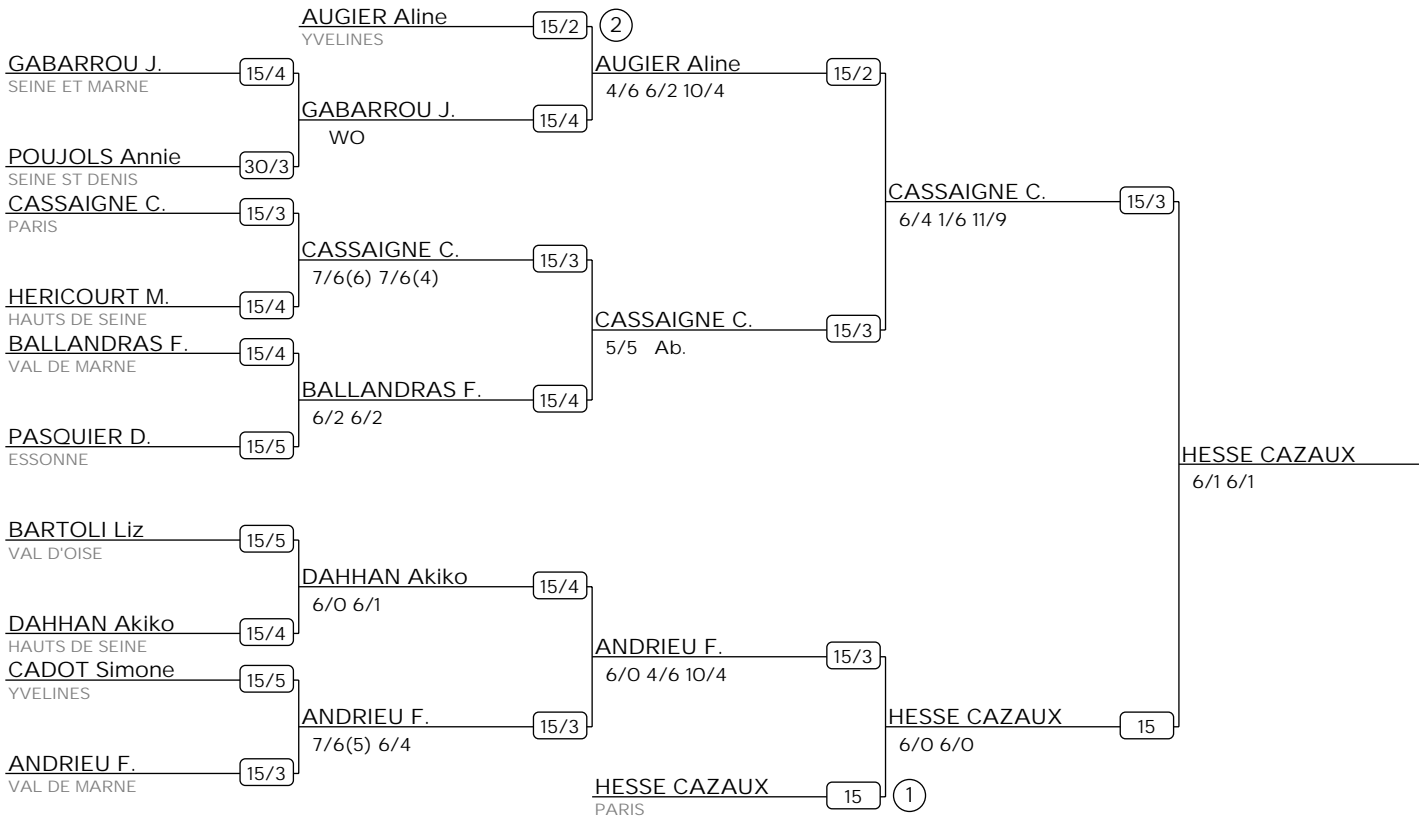 AUGIER Aline 15/2 2
YVELINES
GABARROU J. 15/4
SEINE ET MARNE
AUGIER Aline 15/2
4/6 6/2 10/4
GABARROU J. 15/4
WO
POUJOLS Annie 30/3
SEINE ST DENIS
CASSAIGNE C. 15/3
PARIS
CASSAIGNE C. 15/3
6/4 1/6 11/9
CASSAIGNE C. 15/3
7/6(6) 7/6(4)
HERICOURT M. 15/4
HAUTS DE SEINE
CASSAIGNE C. 15/3
5/5 Ab.
BALLANDRAS F. 15/4
VAL DE MARNE
BALLANDRAS F. 15/4
6/2 6/2
PASQUIER D. 15/5
ESSONNE
HESSE CAZAUX
6/1 6/1
BARTOLI Liz 15/5
VAL D'OISE
DAHHAN Akiko 15/4
6/0 6/1
DAHHAN Akiko 15/4
HAUTS DE SEINE
ANDRIEU F. 15/3
6/0 4/6 10/4
CADOT Simone 15/5
YVELINES
ANDRIEU F. 15/3
7/6(5) 6/4
HESSE CAZAUX 15
6/0 6/0
ANDRIEU F. 15/3
VAL DE MARNE
HESSE CAZAUX 15 1
PARIS